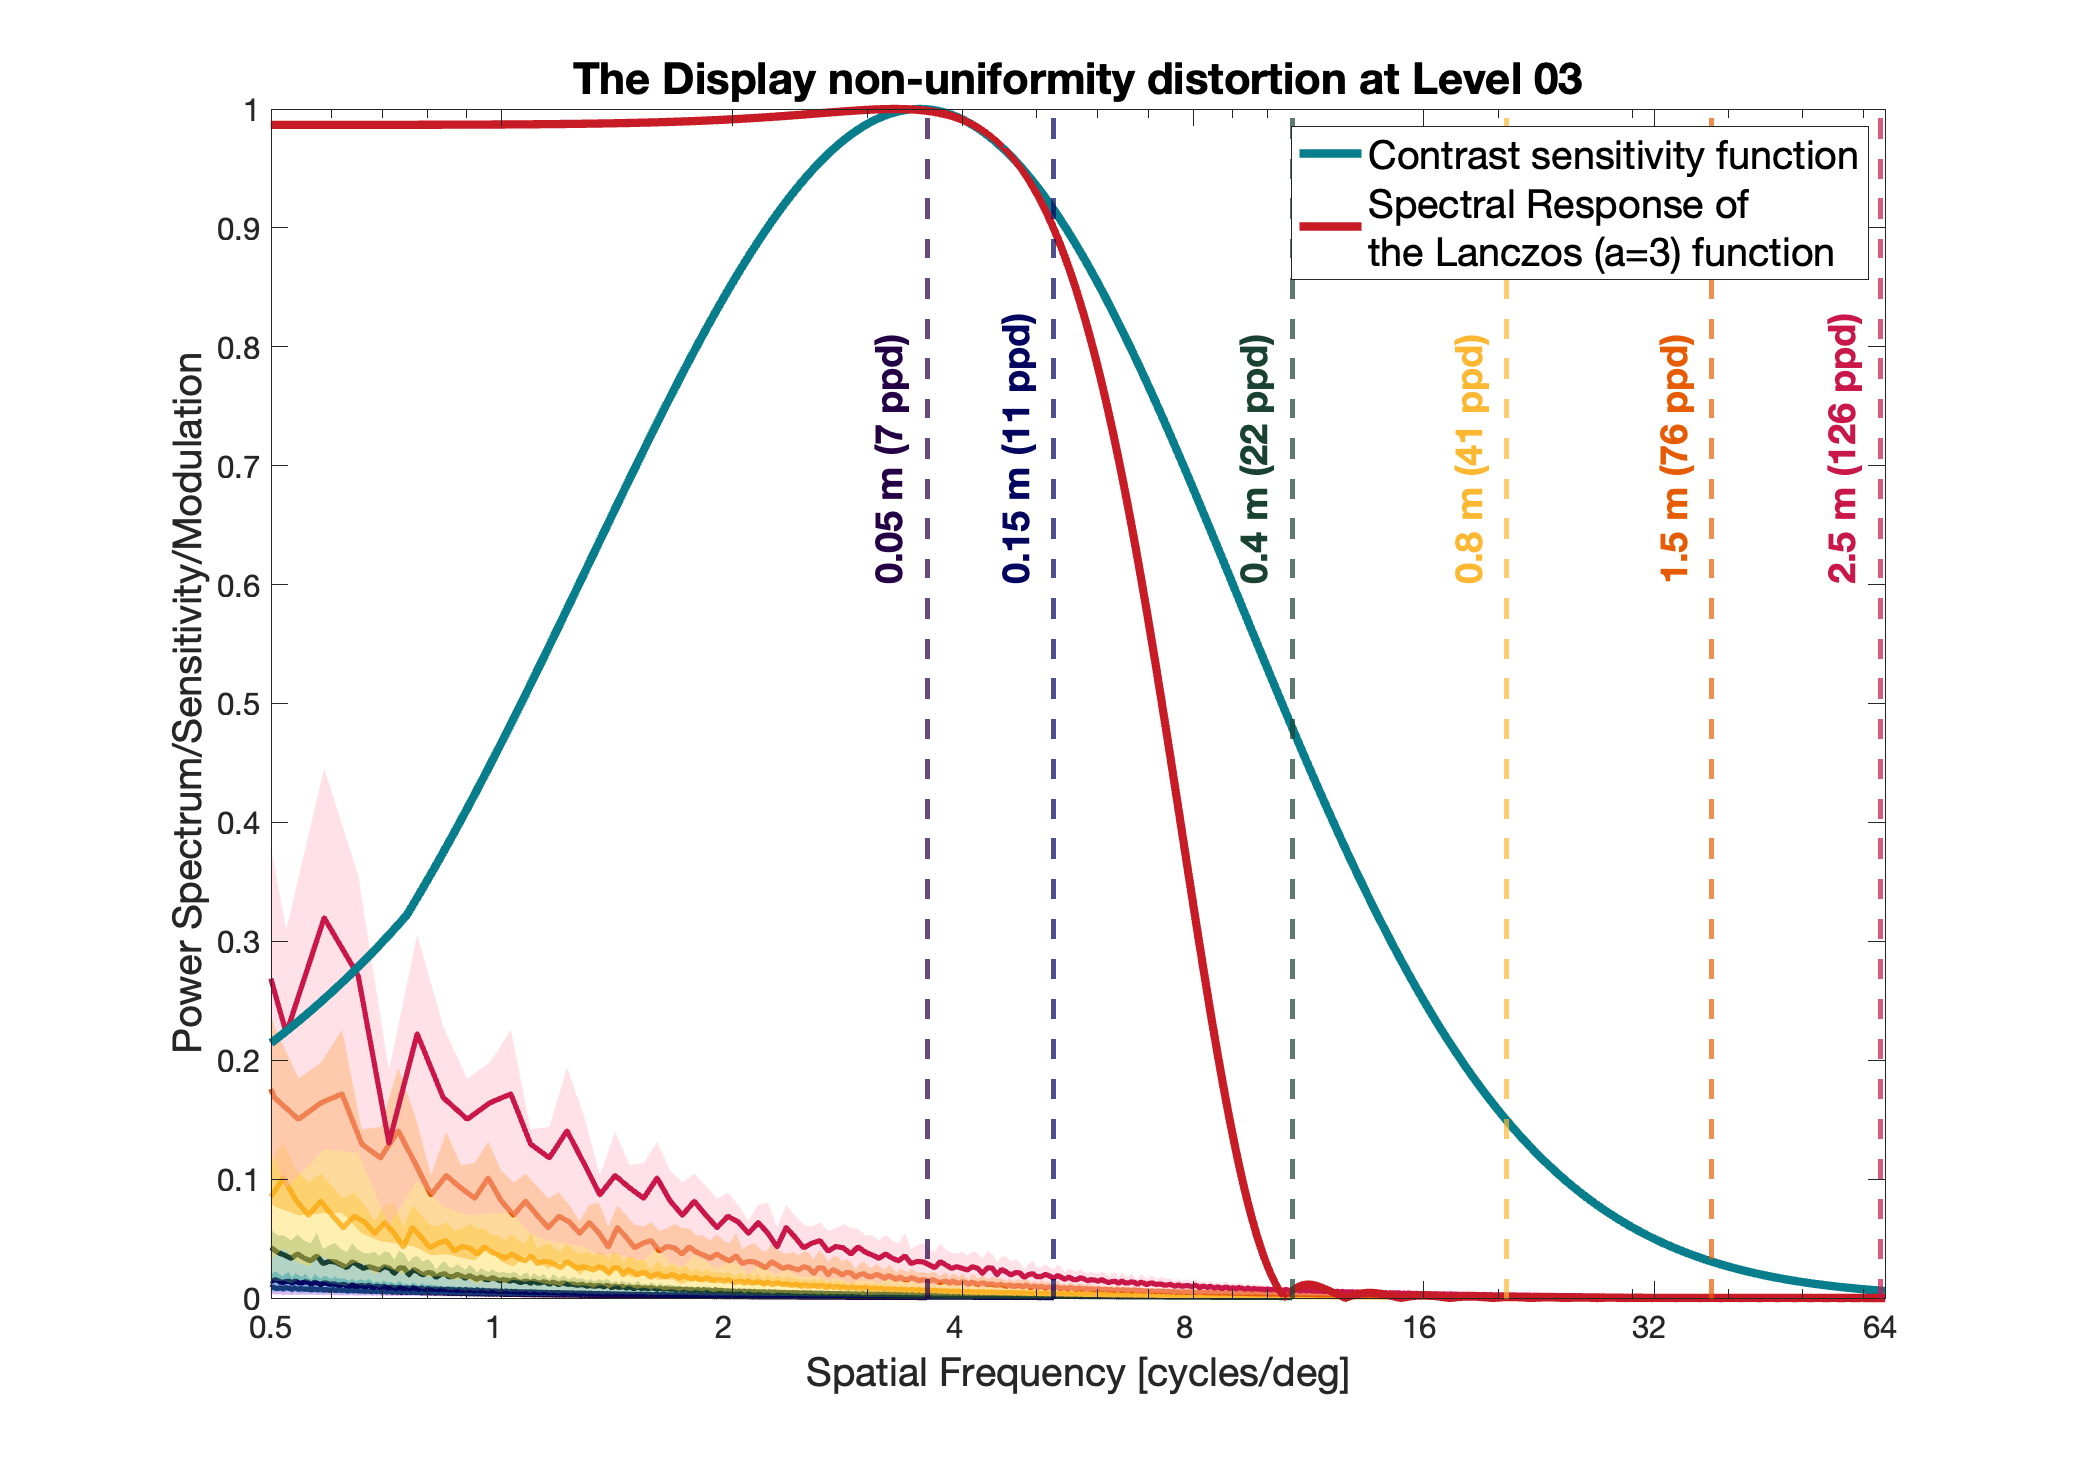 The Display non-uniformity distortion at Level 03
Contrast sensitivity function
Spectral Response of
the Lanczos (a=3) function
Power Spectrum/Sensitivity/Modulation
1
0.9
0.8
0.7
0.6
0.5
0.4
0.3
0.2
0.1
0
0.05 m (7 ppd)
0.15 m (11 ppd)
0.4 m (22 ppd)
0.8 m (41 ppd)
1.5 m (76 ppd)
2.5 m (126 ppd)
0.5 1 2 4 8 16 32 64
Spatial Frequency [cycles/deg]